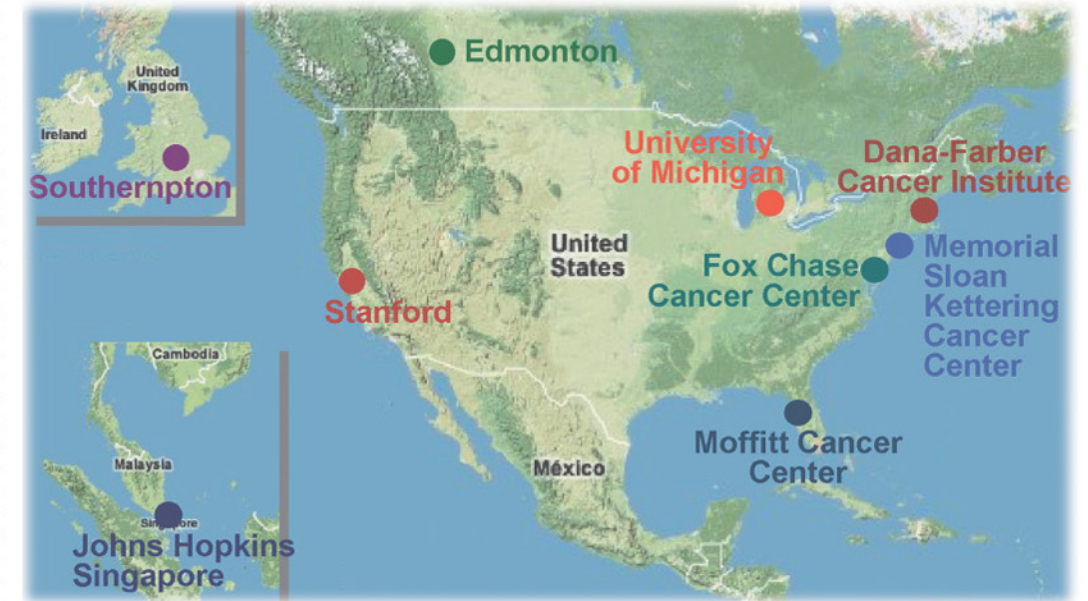 Edmonton
United
Kingdom
Ireland
Southernpton
University
of Michigan
Dana-Farber
Cancer Institute
United
States
Fox Chase
Cancer Center
Memorial
Sloan
Kettering
Cancer
Center
Stanford
Cambodia
Malaysia
Singapore
Johns Hopkins
Singapore
Moffitt Cancer
Center
México